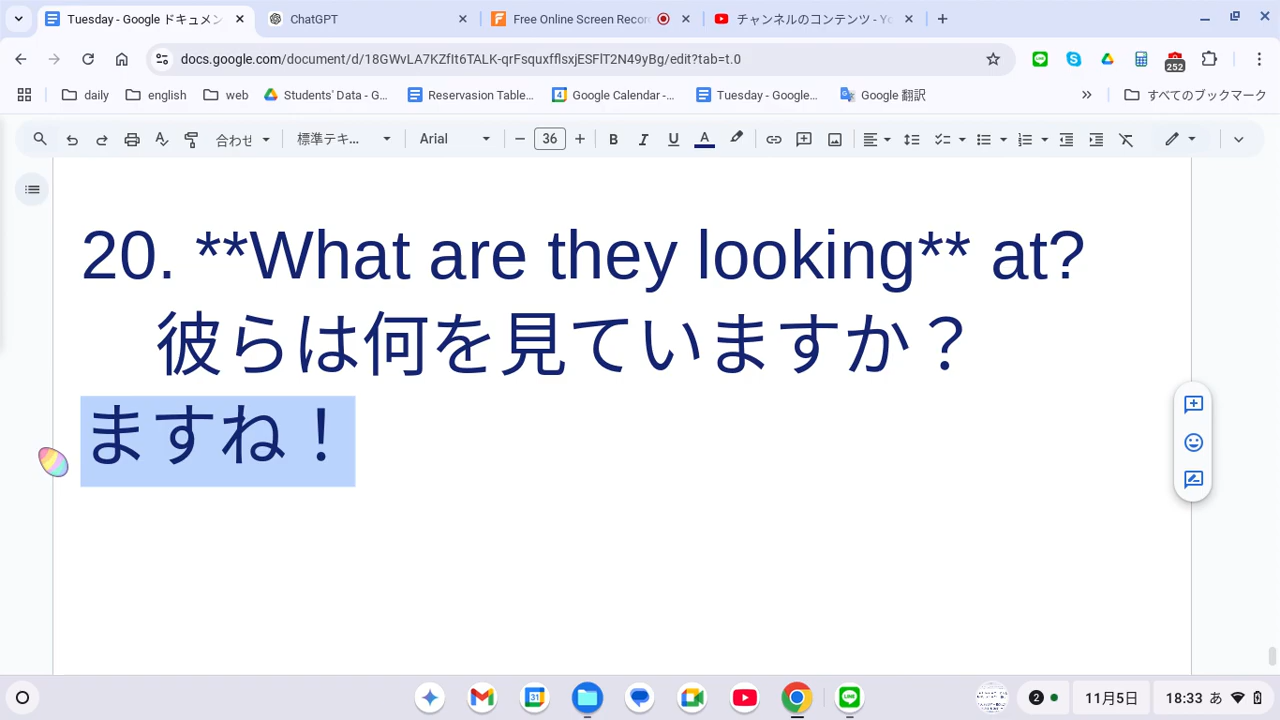 Tuesday - Google ドキュメン
ChatGPT
Free Online Screen Recor
チャンネルのコンテンツ - Yo
docs.google.com/document/d/18GWvLA7KZfIt6TALK-qrFsquxfflsxjESFlT2N49yBg/edit?tab=t.0
252
daily
english
web
Students' Data - G...
Reservasion Table...
Google Calendar -...
Tuesday - Google...
Google 翻訳
すべてのブックマーク
合わせ
標準テキ...
Arial
36
B
I
U
A
20. **What are they looking** at?
彼らは何を見ていますか？
ますね！
31
2
11月5日
18:33 あ